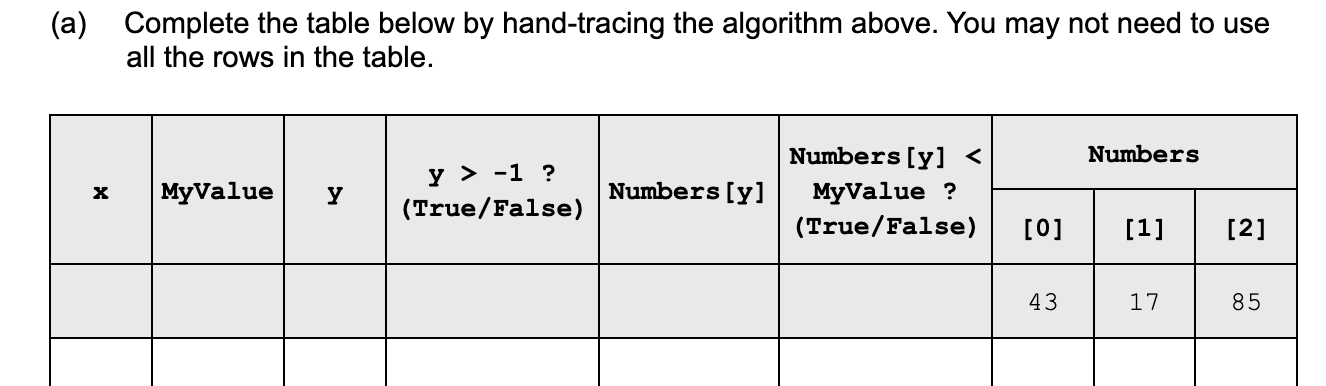 (a) Complete the table below by hand-tracing the algorithm above. You may not need to use
all the rows in the table.
x MyValue y y > -1 ? (True/False) Numbers[y] Numbers[y] < MyValue ? (True/False) Numbers
[0] [1] [2]
43 17 85